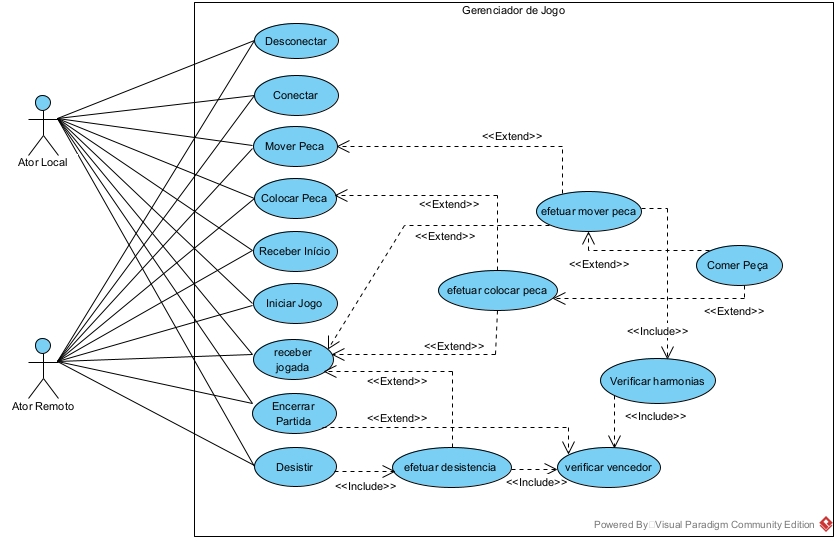 Gerenciador de Jogo
Desconectar
Conectar
Mover Peca
<<Extend>>
Ator Local
Colocar Peca
<<Extend>>
efetuar mover peca
<<Extend>>
Receber Início
<<Extend>>
Comer Peça
efetuar colocar peca
Iniciar Jogo
<<Extend>>
<<Include>>
receber
jogada
<<Extend>>
<<Extend>>
Verificar harmonias
Ator Remoto
Encerrar
Partida
<<Extend>>
<<Include>>
Desistir
efetuar desistencia
verificar vencedor
<<Include>>
<<Include>>
Powered By Visual Paradigm Community Edition